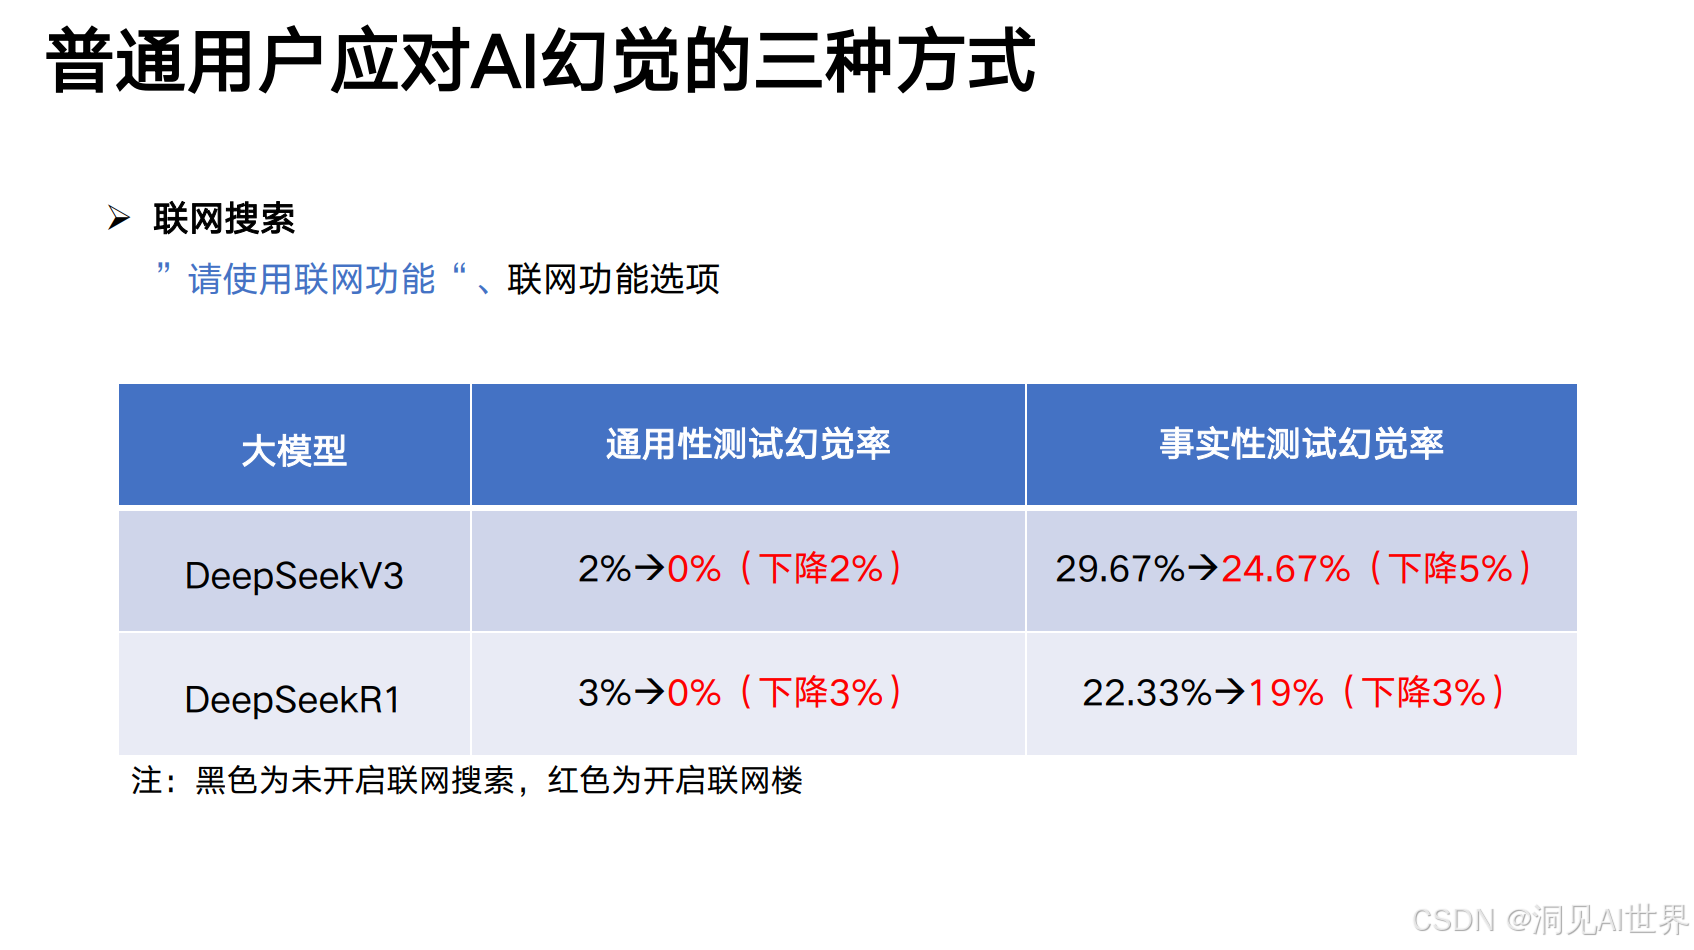 普通用户应对AI幻觉的三种方式
➢ 联网搜索
”请使用联网功能“、联网功能选项
大模型 通用性测试幻觉率 事实性测试幻觉率
DeepSeekV3 2%→0%（下降2%） 29.67%→24.67%（下降5%）
DeepSeekR1 3%→0%（下降3%） 22.33%→19%（下降3%）
注：黑色为未开启联网搜索，红色为开启联网楼
CSDN @洞见AI世界